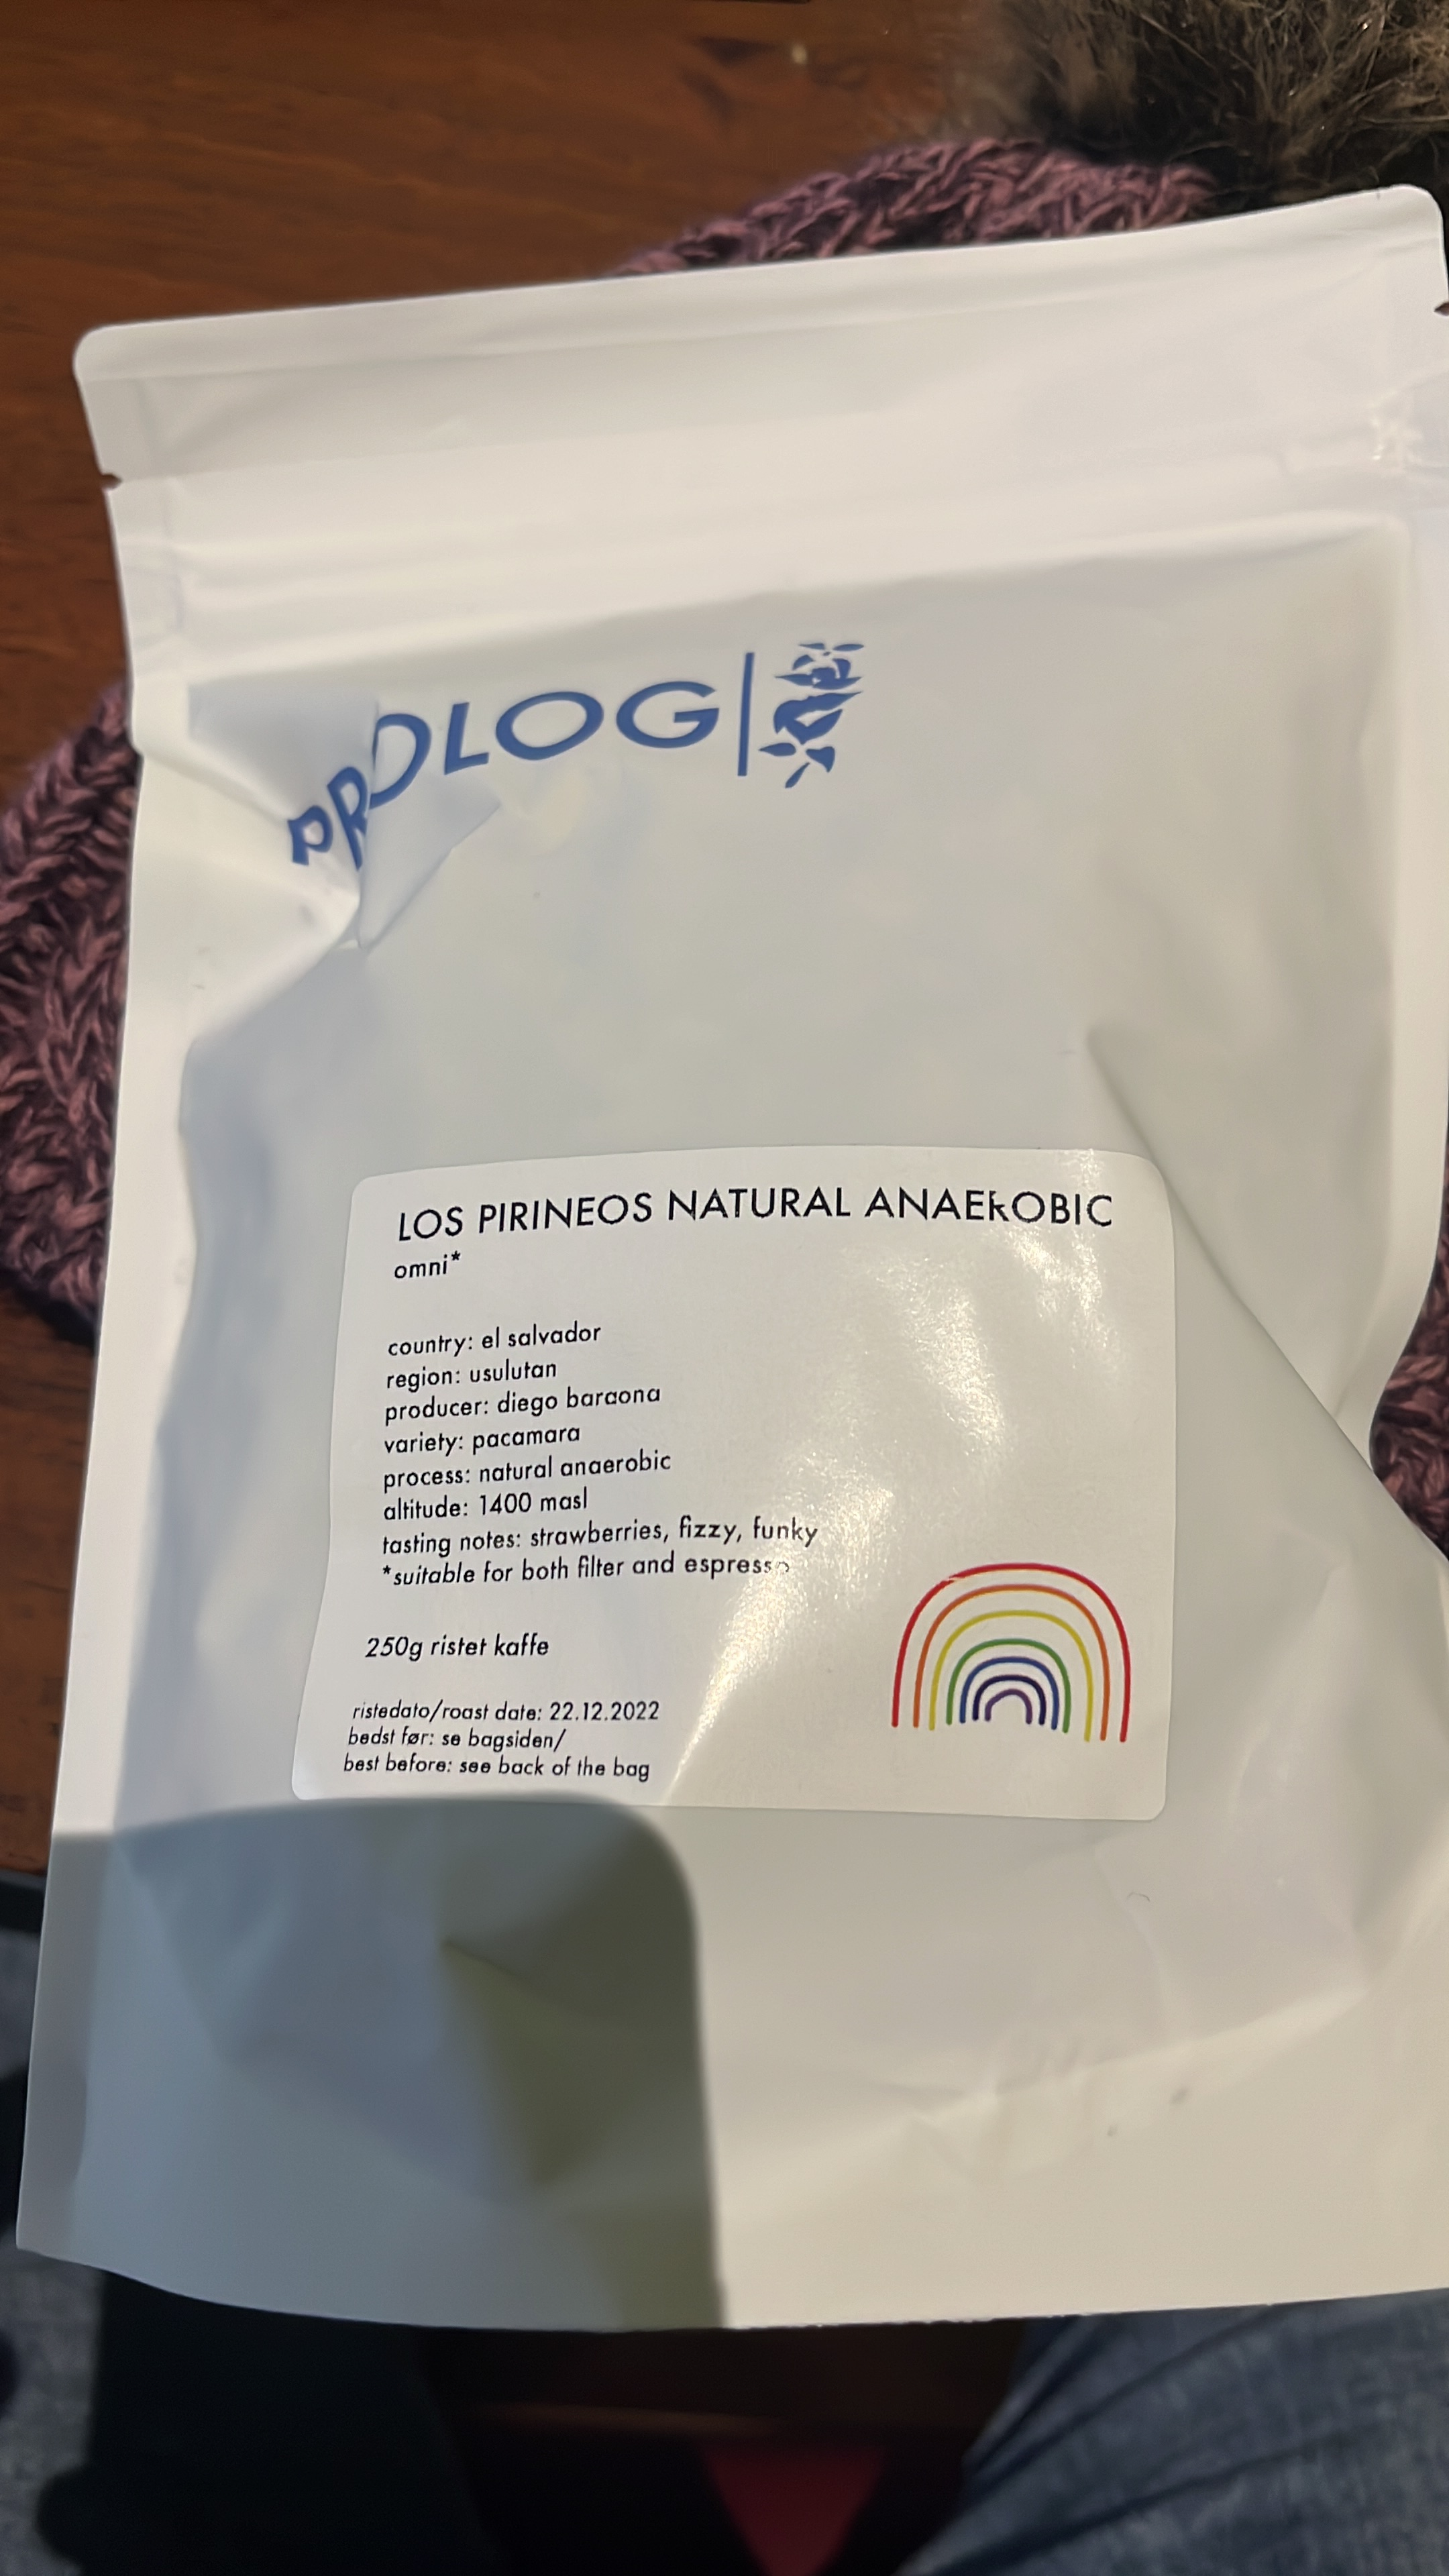 PROLOG
LOS PIRINEOS NATURAL ANAEROBIC
omni*
country: el salvador
region: usulutan
producer: diego baraona
variety: pacamara
process: natural anaerobic
altitude: 1400 masl
tasting notes: strawberries, fizzy, funky
*suitable for both filter and espresso
250g ristet kaffe
ristedato/roast date: 22.12.2022
bedst før: se bagsiden/
best before: see back of the bag